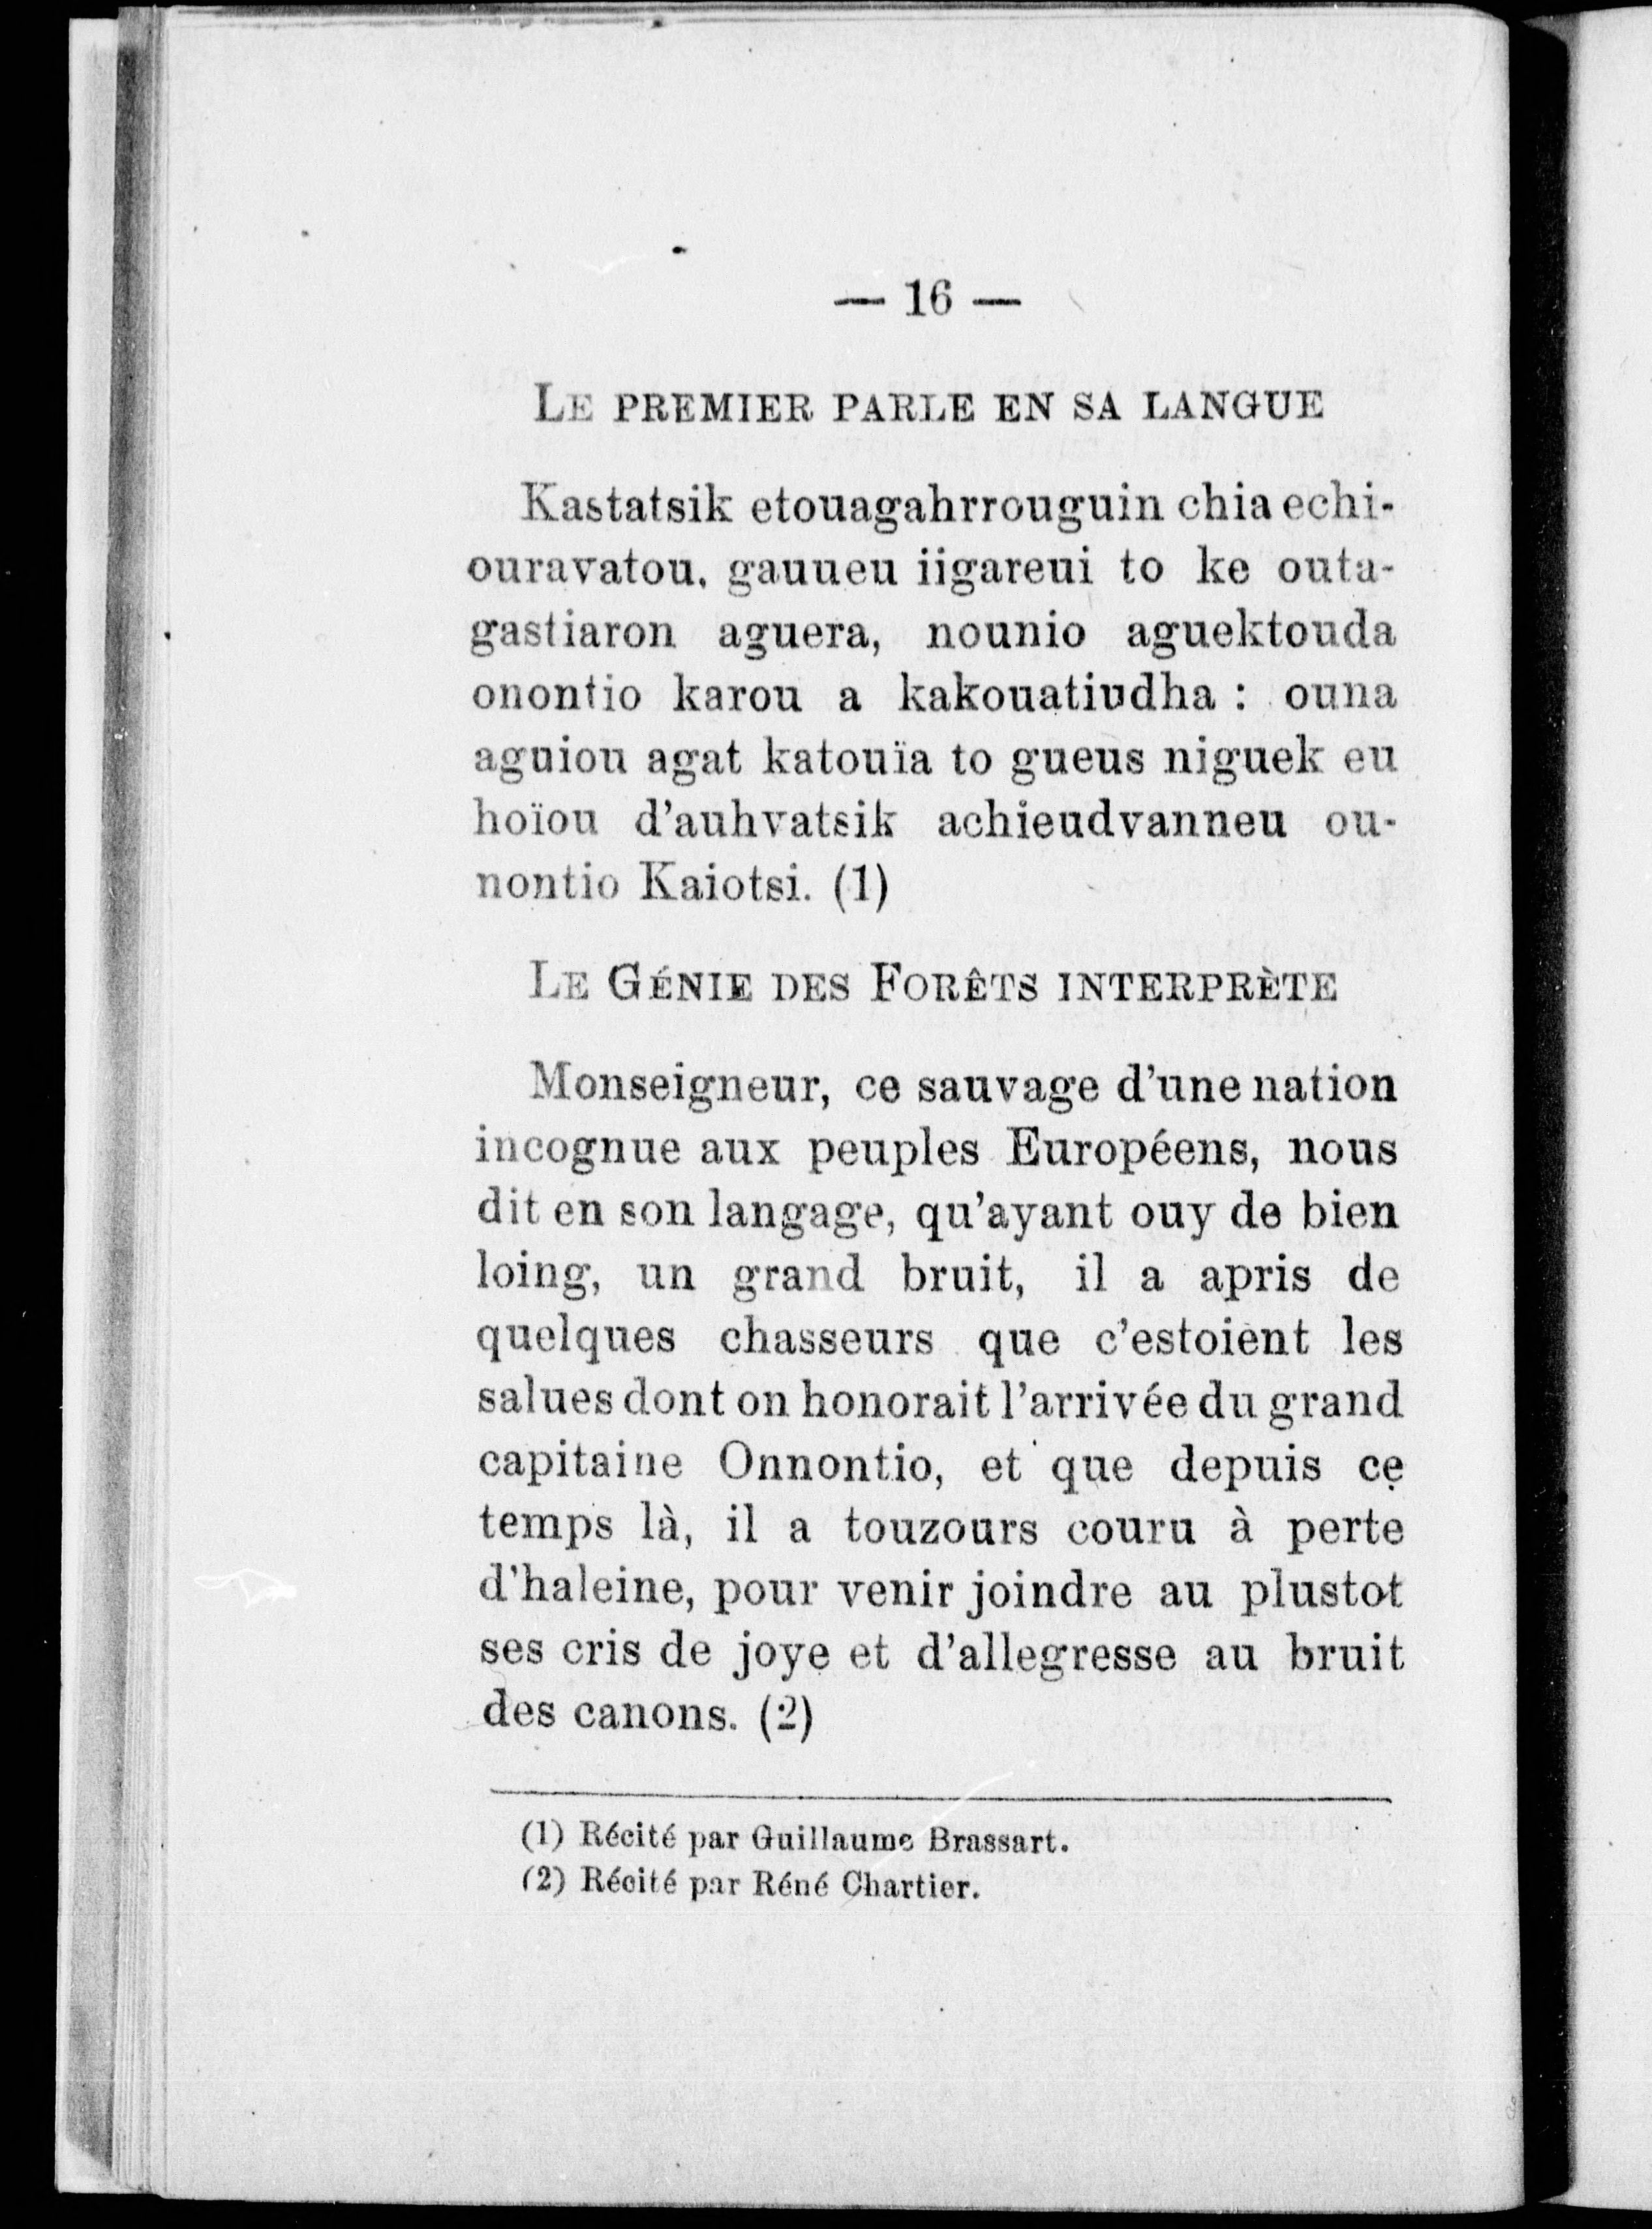 — 16 —
LE PREMIER PARLE EN SA LANGUE
Kastatsik etouagahrrouguin chia echi-
ouravatou, gauueu iigareui to ke outa-
gastiaron aguera, nounio aguektouda
onontio karou a kakouatiudha : ouna
aguiou agat katouïa to gueus niguek eu
hoïou d'auhvatsik achieudvanneu ou-
nontio Kaiotsi. (1)
LE GÉNIE DES FORÊTS INTERPRÈTE
Monseigneur, ce sauvage d'une nation
incognue aux peuples Européens, nous
dit en son langage, qu'ayant ouy de bien
loing, un grand bruit, il a apris de
quelques chasseurs que c'estoient les
salues dont on honorait l'arrivée du grand
capitaine Onnontio, et que depuis ce
temps là, il a touzours couru à perte
d'haleine, pour venir joindre au plustot
ses cris de joye et d'allegresse au bruit
des canons. (2)
(1) Récité par Guillaume Brassart.
(2) Récité par Réné Chartier.